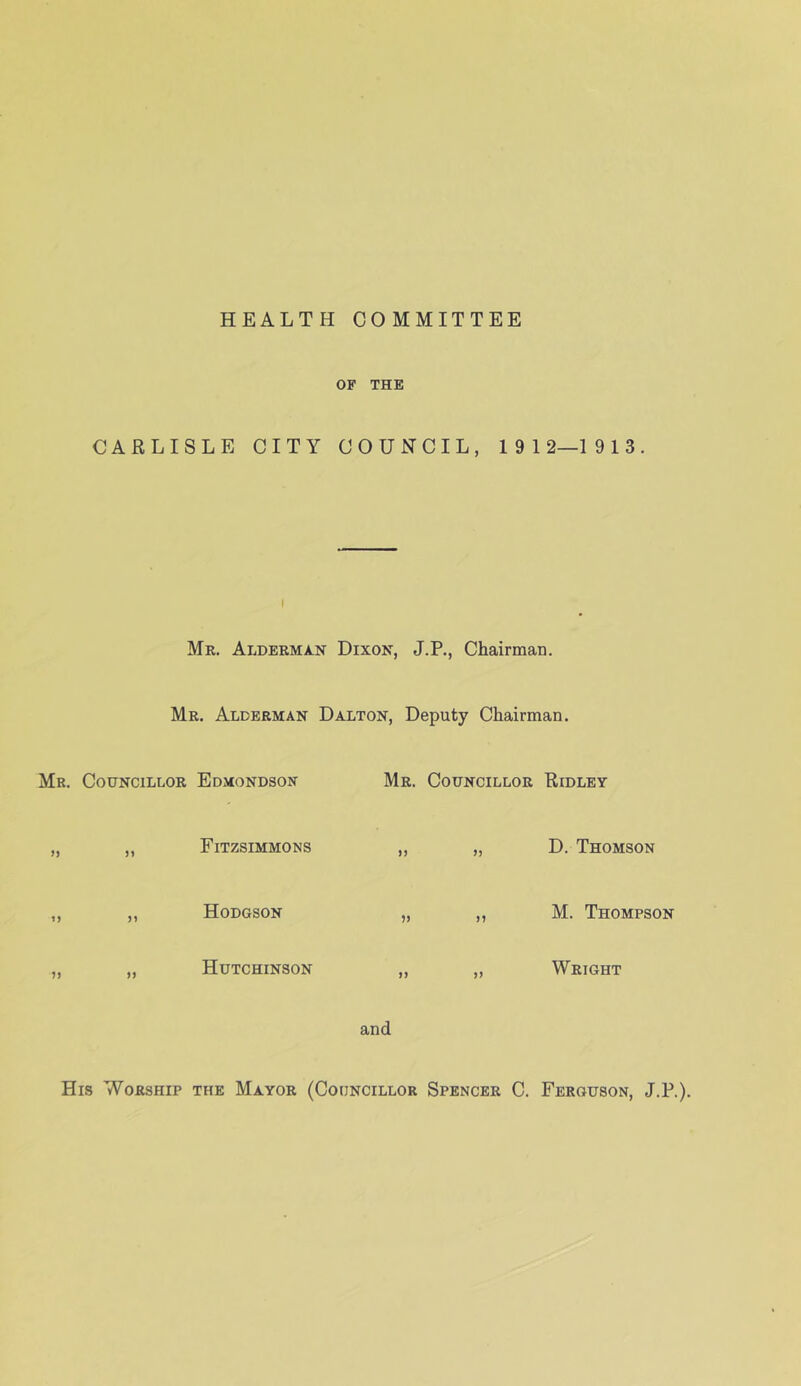 HEALTH COMMITTEE
OF THE
CARLISLE CITY COUNCIL, 1912—1913.
MR. ALDERMAN DIXON, J.P., Chairman.
MR. ALDERMAN DALTON, Deputy Chairman.
MR. COUNCILLOR EDMONDSON MR. COUNCILLOR RIDLEY
„ „ FITZSIMMONS „ „ D. THOMSON
„ „ HODGSON „ „ M. THOMPSON
„ „ HUTCHINSON „ „ WRIGHT
and
HIS WORSHIP THE MAYOR (COUNCILLOR SPENCER C. FERGUSON, J.P.).